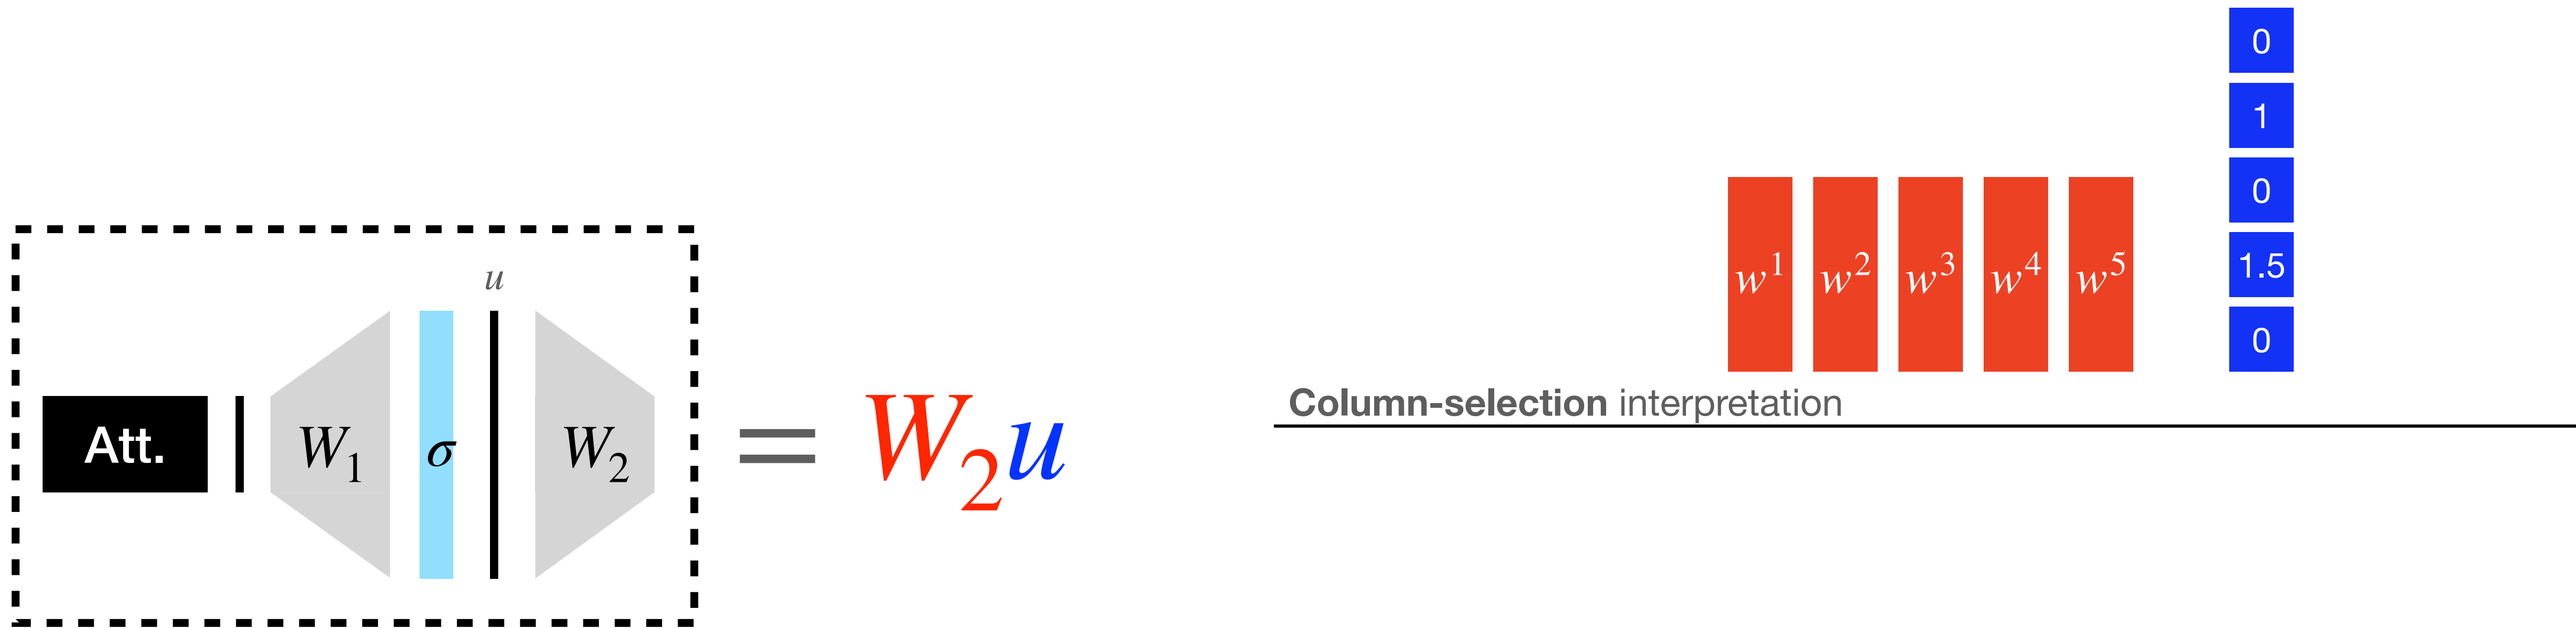 u
Att.
W₁
σ
W₂
= W₂u
w¹ w² w³ w⁴ w⁵
0
1
0
1.5
0
Column-selection interpretation